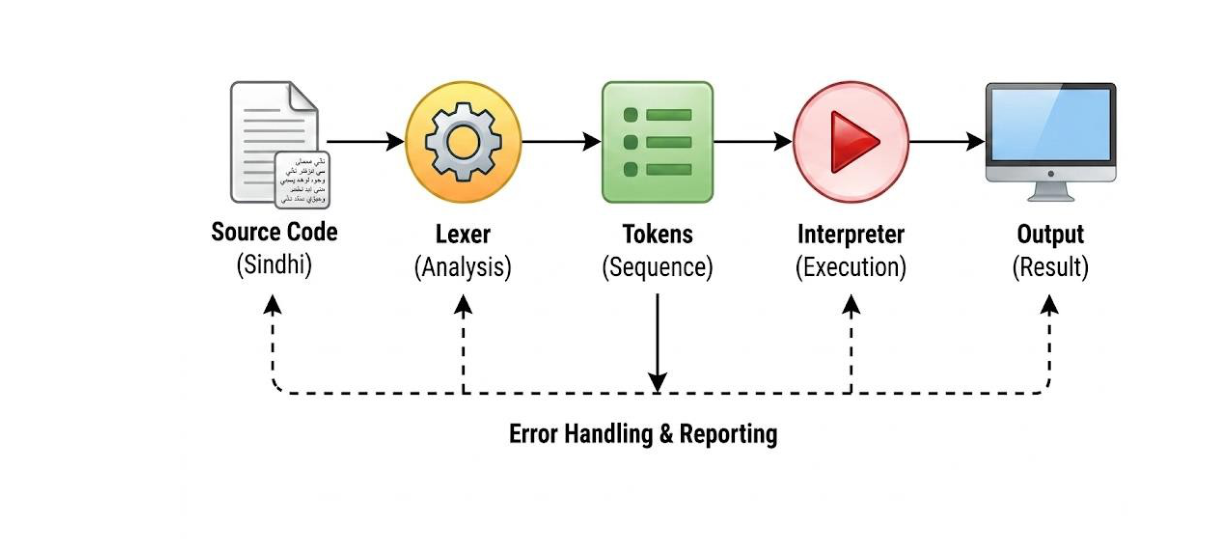 Source Code
(Sindhi)
Lexer
(Analysis)
Tokens
(Sequence)
Interpreter
(Execution)
Output
(Result)
Error Handling & Reporting